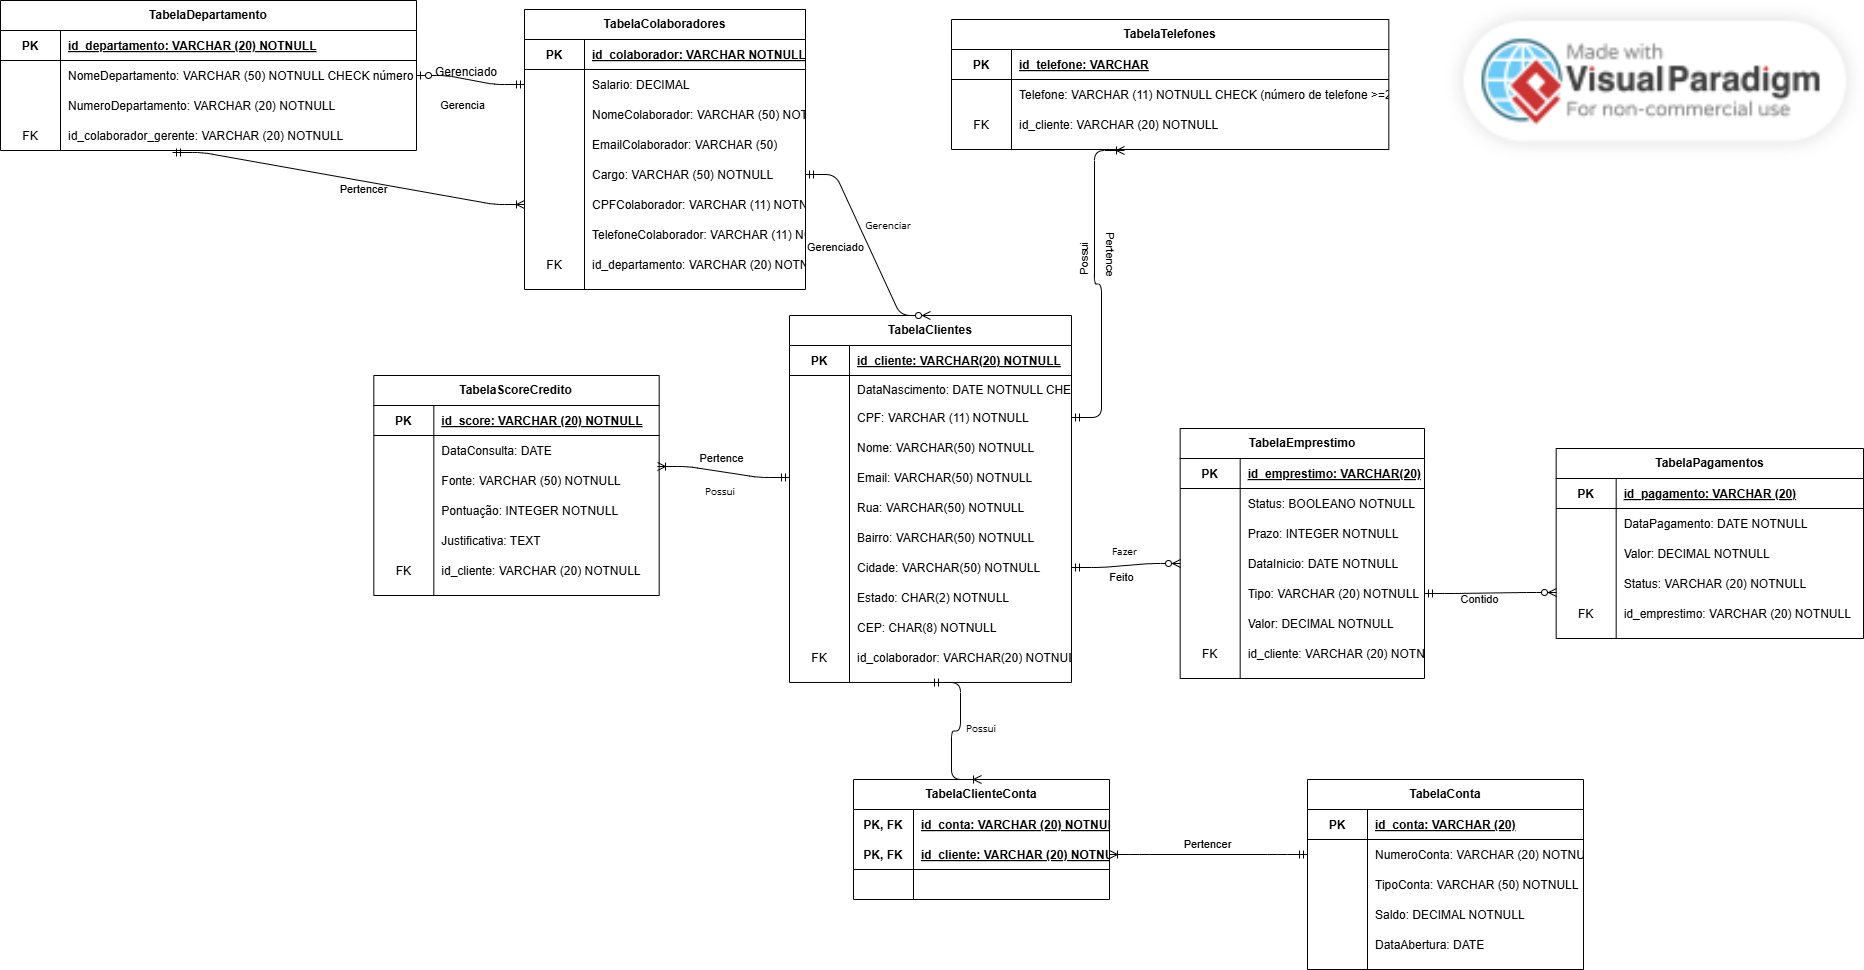 TabelaDepartamento
PK id_departamento: VARCHAR (20) NOTNULL
NomeDepartamento: VARCHAR (50) NOTNULL CHECK número
NumeroDepartamento: VARCHAR (20) NOTNULL
FK id_colaborador_gerente: VARCHAR (20) NOTNULL
Gerenciado
Gerencia
Pertencer
TabelaColaboradores
PK id_colaborador: VARCHAR NOTNULL
Salario: DECIMAL
NomeColaborador: VARCHAR (50) NOT
EmailColaborador: VARCHAR (50)
Cargo: VARCHAR (50) NOTNULL
CPFColaborador: VARCHAR (11) NOTN
TelefoneColaborador: VARCHAR (11) N
FK id_departamento: VARCHAR (20) NOTN
Gerenciar
Gerenciado
TabelaTelefones
PK id_telefone: VARCHAR
Telefone: VARCHAR (11) NOTNULL CHECK (número de telefone >=2
FK id_cliente: VARCHAR (20) NOTNULL
Made with
Visual Paradigm
For non-commercial use
Possui
Pertence
TabelaClientes
PK id_cliente: VARCHAR(20) NOTNULL
DataNascimento: DATE NOTNULL CHE
CPF: VARCHAR (11) NOTNULL
Nome: VARCHAR(50) NOTNULL
Email: VARCHAR(50) NOTNULL
Rua: VARCHAR(50) NOTNULL
Bairro: VARCHAR(50) NOTNULL
Cidade: VARCHAR(50) NOTNULL
Estado: CHAR(2) NOTNULL
CEP: CHAR(8) NOTNULL
FK id_colaborador: VARCHAR(20) NOTNUL
TabelaScoreCredito
PK id_score: VARCHAR (20) NOTNULL
DataConsulta: DATE
Fonte: VARCHAR (50) NOTNULL
Pontuação: INTEGER NOTNULL
Justificativa: TEXT
FK id_cliente: VARCHAR (20) NOTNULL
Pertence
Possui
Fazer
Feito
TabelaEmprestimo
PK id_emprestimo: VARCHAR(20)
Status: BOOLEANO NOTNULL
Prazo: INTEGER NOTNULL
DataInicio: DATE NOTNULL
Tipo: VARCHAR (20) NOTNULL
Valor: DECIMAL NOTNULL
FK id_cliente: VARCHAR (20) NOTN
Contido
TabelaPagamentos
PK id_pagamento: VARCHAR (20)
DataPagamento: DATE NOTNULL
Valor: DECIMAL NOTNULL
Status: VARCHAR (20) NOTNULL
FK id_emprestimo: VARCHAR (20) NOTNULL
Possui
TabelaClienteConta
PK, FK id_conta: VARCHAR (20) NOTNUL
PK, FK id_cliente: VARCHAR (20) NOTNU
Pertencer
TabelaConta
PK id_conta: VARCHAR (20)
NumeroConta: VARCHAR (20) NOTNU
TipoConta: VARCHAR (50) NOTNULL
Saldo: DECIMAL NOTNULL
DataAbertura: DATE